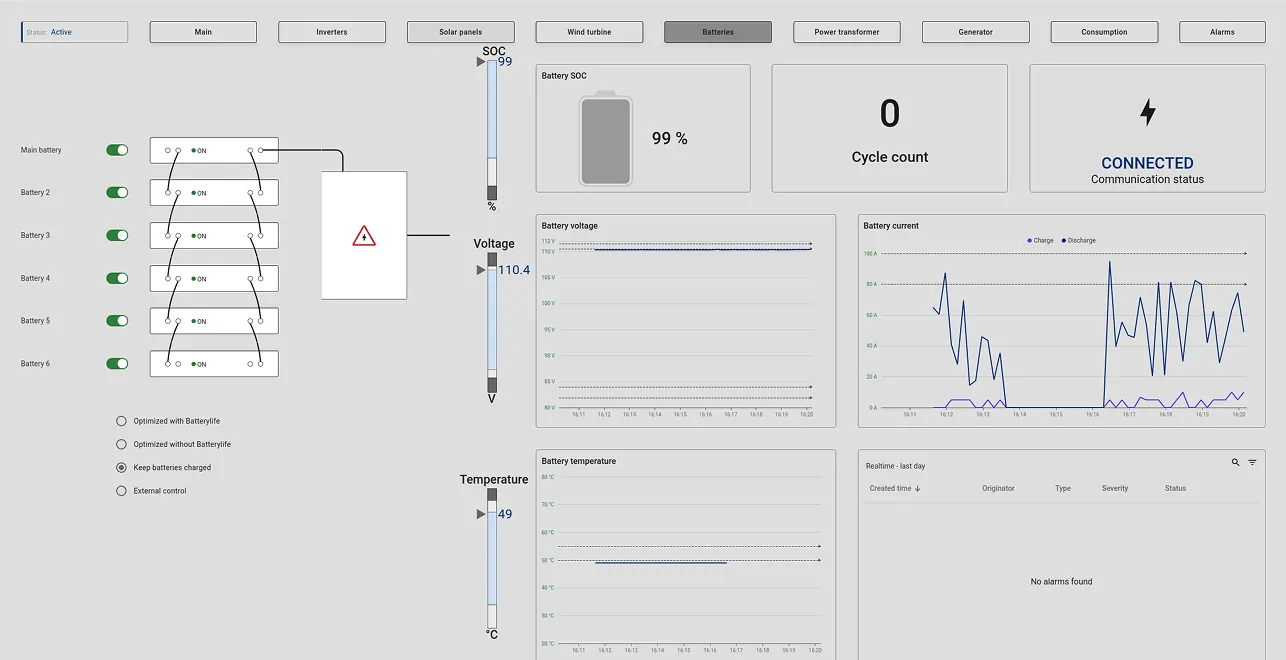 Status: Active
Main
Inverters
Solar panels
Wind turbine
Batteries
Power transformer
Generator
Consumption
Alarms
Main battery
ON
Battery 2
ON
Battery 3
ON
Battery 4
ON
Battery 5
ON
Battery 6
ON
Optimized with Batterylife
Optimized without Batterylife
Keep batteries charged
External control
SOC
99
%
Voltage
110.4
V
Temperature
49
°C
Battery SOC
99 %
0
Cycle count
CONNECTED
Communication status
Battery voltage
112 V
110 V
105 V
100 V
95 V
90 V
85 V
80 V
16:11 16:12 16:13 16:14 16:15 16:16 16:17 16:18 16:19 16:20
Battery current
Charge Discharge
100 A
80 A
60 A
40 A
20 A
0 A
16:11 16:12 16:13 16:14 16:15 16:16 16:17 16:18 16:19 16:20
Battery temperature
80 °C
70 °C
60 °C
50 °C
40 °C
30 °C
20 °C
16:11 16:12 16:13 16:14 16:15 16:16 16:17 16:18 16:19 16:20
Realtime - last day
Created time Originator Type Severity Status
No alarms found